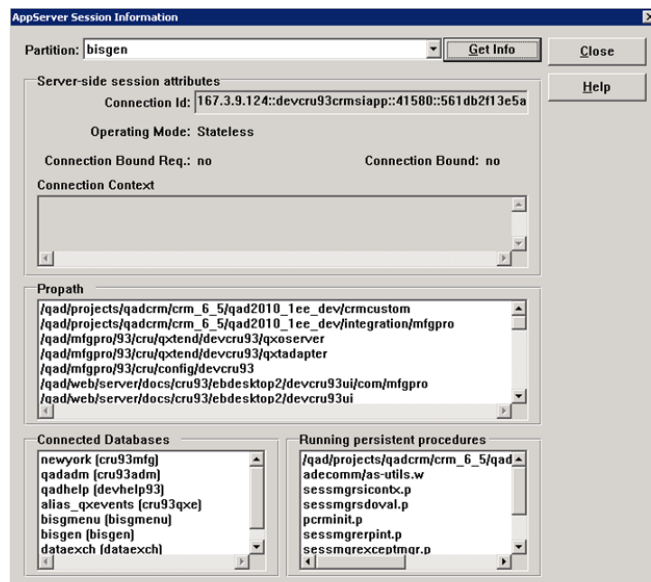 AppServer Session Information
Partition: bisgen
Get Info
Close
Help
Server-side session attributes
Connection Id: 167.3.9.124::devcru93crmsiapp::41580::561db2f13e5a
Operating Mode: Stateless
Connection Bound Req.: no
Connection Bound: no
Connection Context
Propath
/qad/projects/qadcrm/crm_6_5/qad2010_1ee_dev/crmcustom
/qad/projects/qadcrm/crm_6_5/qad2010_1ee_dev/integration/mfgpro
/qad/mfgpro/93/cru/qxtend/devcru93/qxoserver
/qad/mfgpro/93/cru/qxtend/devcru93/qxtadapter
/qad/mfgpro/93/cru/config/devcru93
/qad/web/server/docs/cru93/ebdesktop2/devcru93ui/com/mfgpro
/qad/web/server/docs/cru93/ebdesktop2/devcru93ui
Connected Databases
newyork (cru93mfg)
qadadm (cru93adm)
qadhelp (devhelp93)
alias_qxevents (cru93qxe)
bisgmenu (bisgmenu)
bisgen (bisgen)
dataexch (dataexch)
Running persistent procedures
/qad/projects/qadcrm/crm_6_5/qad
adecomm/as-utils.w
sessmgrsicontx.p
sessmgrsdoval.p
pcrminit.p
sessmgrerpint.p
sessmgrexceptmgr.p